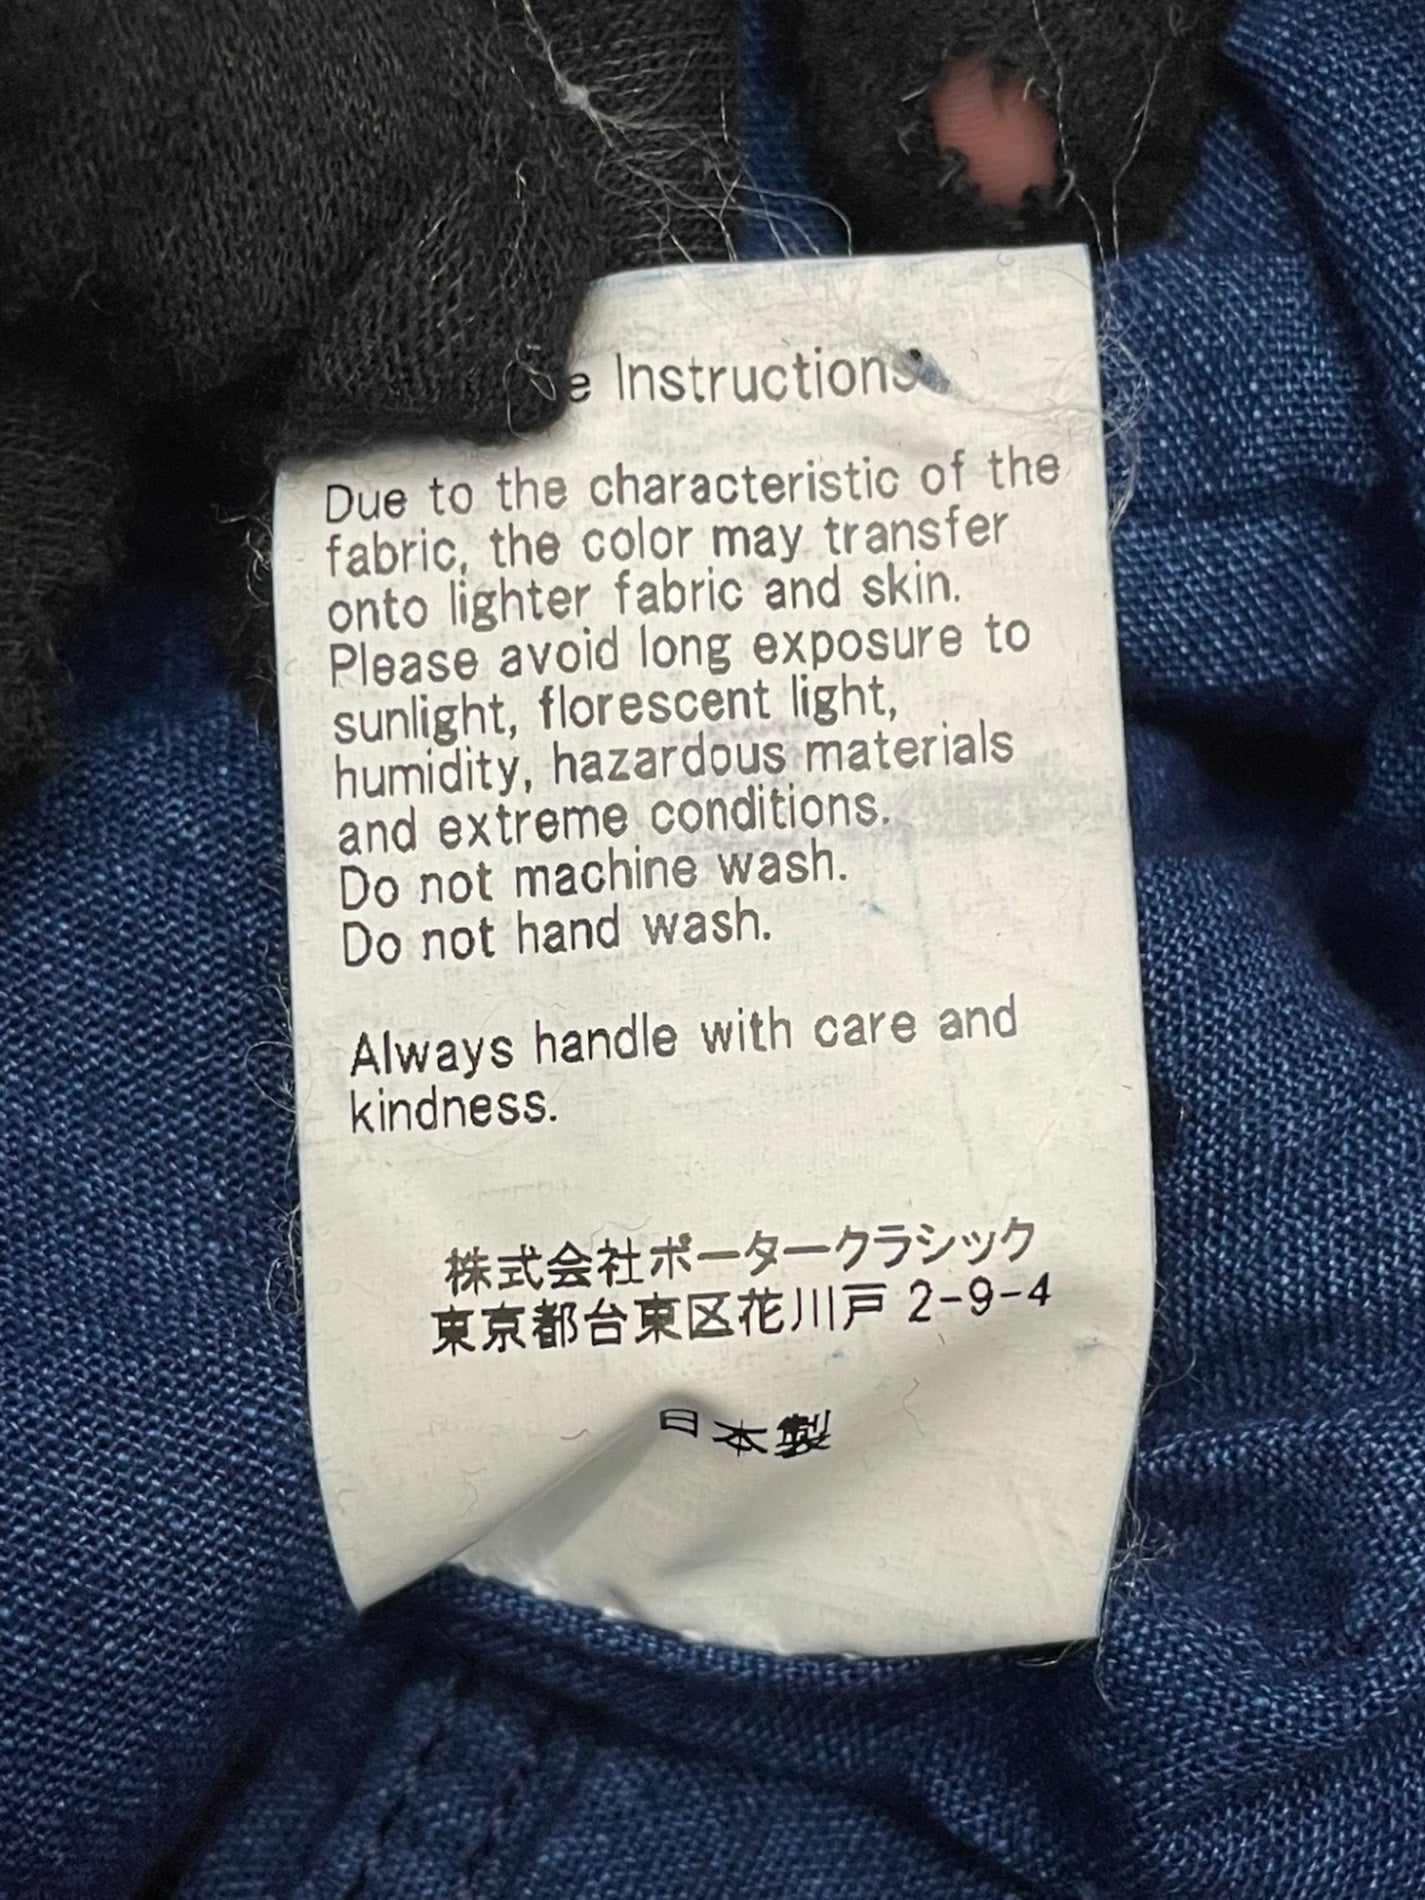 e Instructions
Due to the characteristic of the
fabric, the color may transfer
onto lighter fabric and skin.
Please avoid long exposure to
sunlight, florescent light,
humidity, hazardous materials
and extreme conditions.
Do not machine wash.
Do not hand wash.
Always handle with care and
kindness.
株式会社ポータークラシック
東京都台東区花川戸 2-9-4
日本製